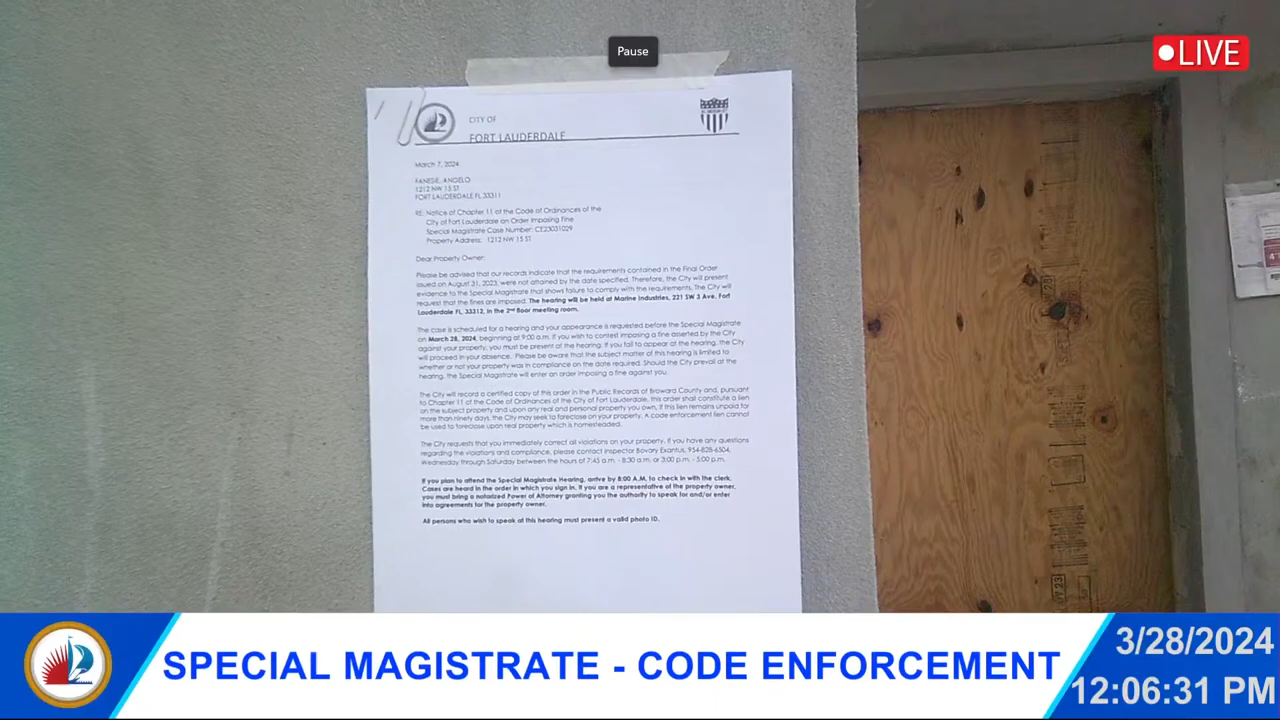 Pause
LIVE
CITY OF
FORT LAUDERDALE
March 7, 2024
FANESIE, ANGELO
1212 NW 15 ST
FORT LAUDERDALE FL 33311
RE: Notice of Chapter 11 of the Code of Ordinances of the
City of Fort Lauderdale on Order Imposing Fine
Special Magistrate Case Number: CE23031029
Property Address: 1212 NW 15 ST
Dear Property Owner:
Please be advised that our records indicate that the requirements contained in the Final Order
issued on August 31, 2023, were not attained by the date specified. Therefore, the City will present
evidence to the Special Magistrate that shows failure to comply with the requirements. The City will
request that the fines are imposed. The hearing will be held at Marine Industries, 221 SW 3 Ave. Fort
Lauderdale FL, 33312, in the 2nd floor meeting room.
The case is scheduled for a hearing and your appearance is requested before the Special Magistrate
on March 28, 2024, beginning at 9:00 a.m. If you wish to contest imposing a fine asserted by the City
against your property, you must be present at the hearing. If you fail to appear at the hearing, the City
will proceed in your absence. Please be aware that the subject matter of this hearing is limited to
whether or not your property was in compliance on the date required. Should the City prevail at the
hearing, the Special Magistrate will enter an order imposing a fine against you.
The City will record a certified copy of this order in the Public Records of Broward County and, pursuant
to Chapter 11 of the Code of Ordinances of the City of Fort Lauderdale, this order shall constitute a lien
on the subject property and upon any real and personal property you own. If this lien remains unpaid for
more than ninety days, the City may seek to foreclose on your property. A code enforcement lien cannot
be used to foreclose upon real property which is homesteaded.
The City requests that you immediately correct all violations on your property. If you have any questions
regarding the violations and compliance, please contact Inspector Bovary Exantus, 954-828-6504,
Wednesday through Saturday between the hours of 7:45 a.m. - 8:30 a.m. or 3:00 p.m. - 5:00 p.m.
If you plan to attend the Special Magistrate Hearing, arrive by 8:00 A.M. to check in with the clerk.
Cases are heard in the order in which you sign in. If you are a representative of the property owner,
you must bring a notarized Power of Attorney granting you the authority to speak for and/or enter
into agreements for the property owner.
All persons who wish to speak at this hearing must present a valid photo ID.
SPECIAL MAGISTRATE - CODE ENFORCEMENT
3/28/2024
12:06:31 PM